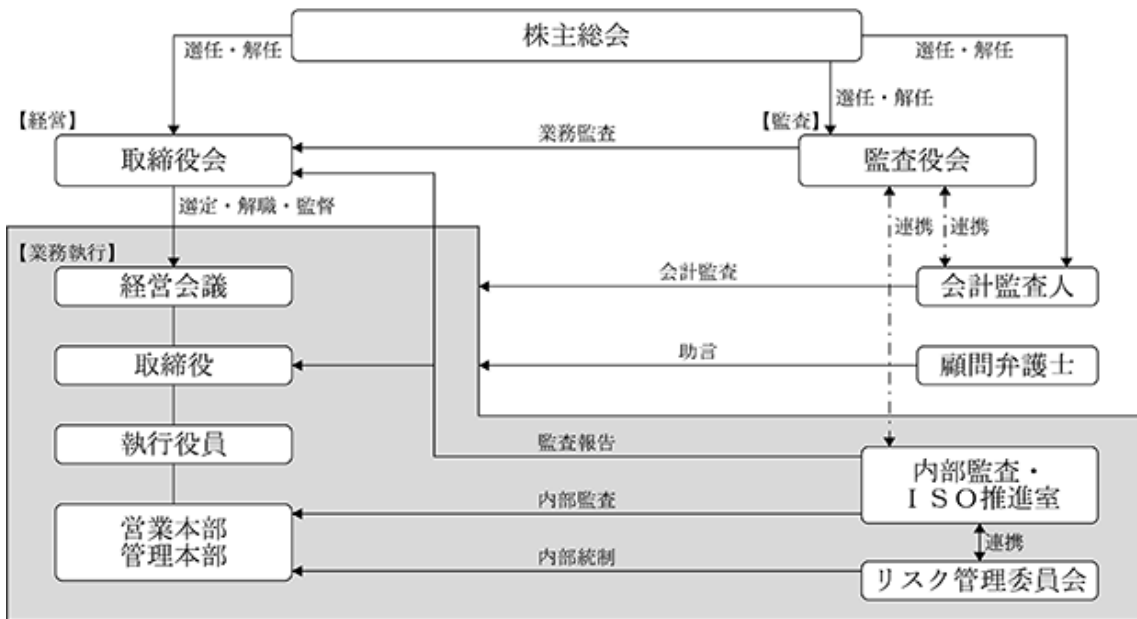 株主総会
選任・解任
選任・解任
選任・解任
【経営】
【監査】
取締役会
業務監査
監査役会
選定・解職・監督
連携
連携
【業務執行】
経営会議
会計監査
会計監査人
取締役
助言
顧問弁護士
執行役員
監査報告
内部監査・
ＩＳＯ推進室
内部監査
営業本部
管理本部
連携
内部統制
リスク管理委員会